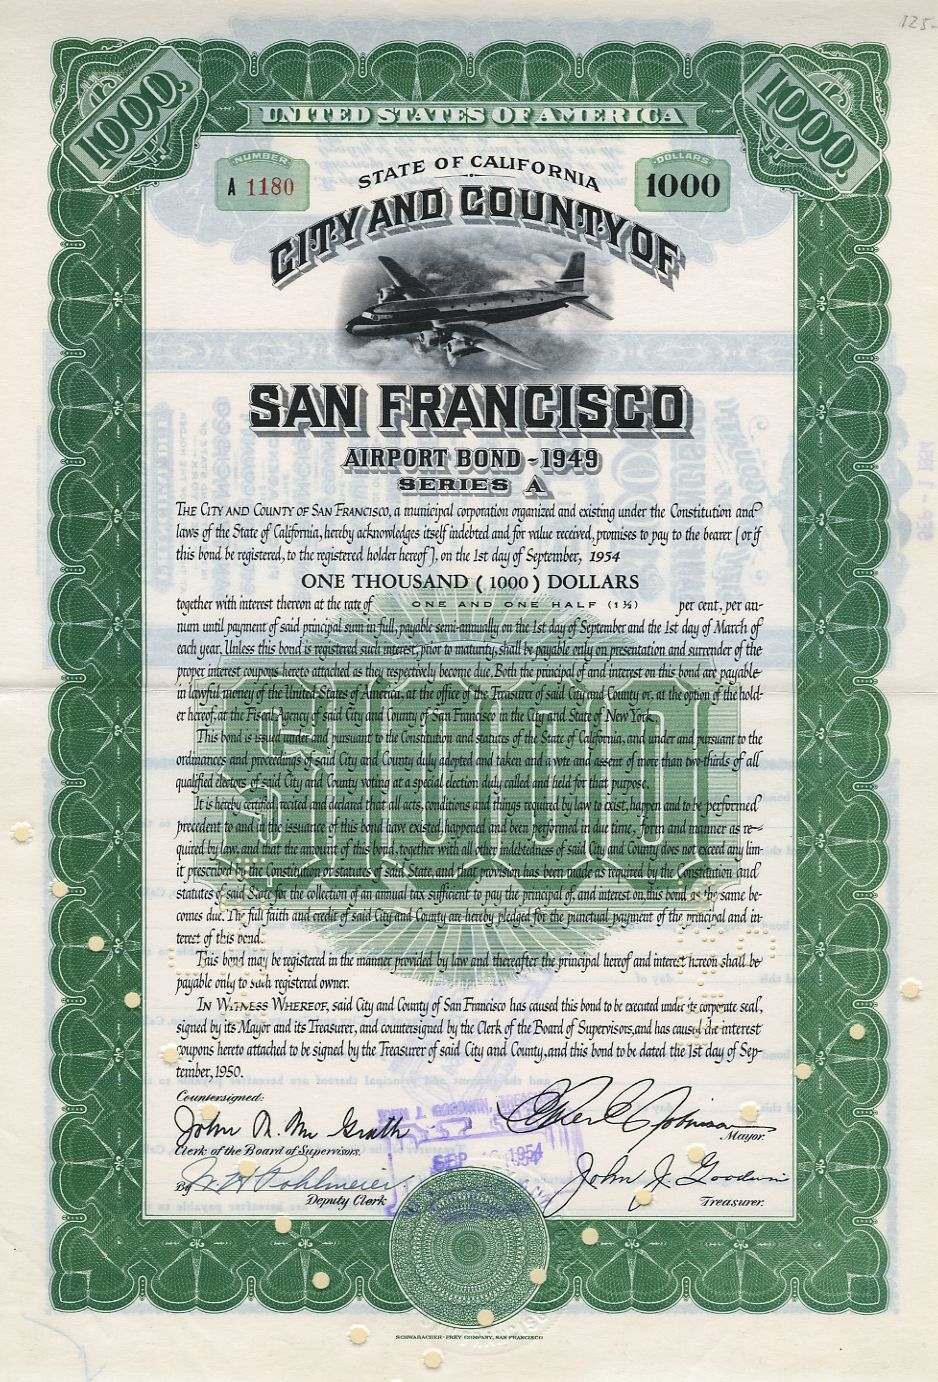 125-
1000.
1000.
UNITED STATES OF AMERICA
NUMBER
A 1180
STATE OF CALIFORNIA
DOLLARS
1000
CITY AND COUNTY OF
SAN FRANCISCO
AIRPORT BOND - 1949
SERIES A
THE CITY AND COUNTY OF SAN FRANCISCO, a municipal corporation organized and existing under the Constitution and
laws of the State of California, hereby acknowledges itself indebted and for value received, promises to pay to the bearer [or if
this bond be registered, to the registered holder hereof], on the 1st day of September, 1954
ONE THOUSAND (1000) DOLLARS
together with interest thereon at the rate of ONE AND ONE HALF (1½) per cent, per an-
num until payment of said principal sum in full, payable semi-annually on the 1st day of September and the 1st day of March of
each year. Unless this bond is registered such interest, prior to maturity, shall be payable only on presentation and surrender of the
proper interest coupons hereto attached as they respectively become due. Both the principal of and interest on this bond are payable
in lawful money of the United States of America, at the office of the Treasurer of said City and County or, at the option of the hold-
er hereof, at the Fiscal Agency of said City and County of San Francisco in the City and State of New York.
This bond is issued under and pursuant to the Constitution and statutes of the State of California, and under and pursuant to the
ordinances and proceedings of said City and County duly adopted and taken and a vote and assent of more than two-thirds of all
qualified electors of said City and County voting at a special election duly called and held for that purpose.
It is hereby certified, recited and declared that all acts, conditions and things required by law to exist, happen and to be performed
precedent to and in the issuance of this bond have existed, happened and been performed in due time, form and manner as re-
quired by law, and that the amount of this bond, together with all other indebtedness of said City and County does not exceed any lim-
it prescribed by the Constitution or statutes of said State, and that provision has been made as required by the Constitution and
statutes of said State for the collection of an annual tax sufficient to pay the principal of, and interest on, this bond as the same be-
comes due. The full faith and credit of said City and County are hereby pledged for the punctual payment of the principal and in-
terest of this bond.
This bond may be registered in the manner provided by law and thereafter the principal hereof and interest hereon shall be
payable only to such registered owner.
IN WITNESS WHEREOF, said City and County of San Francisco has caused this bond to be executed under its corporate seal,
signed by its Mayor and its Treasurer, and countersigned by the Clerk of the Board of Supervisors, and has caused the interest
coupons hereto attached to be signed by the Treasurer of said City and County, and this bond to be dated the 1st day of Sep-
tember, 1950.
Countersigned:
John R. McGrath
Clerk of the Board of Supervisors.
Elmer E Robinson
Mayor.
By W. H. Pohlmeier
Deputy Clerk
SEP 1954
John J. Goodwin
Treasurer.
SCHWABACHER-FREY COMPANY, SAN FRANCISCO